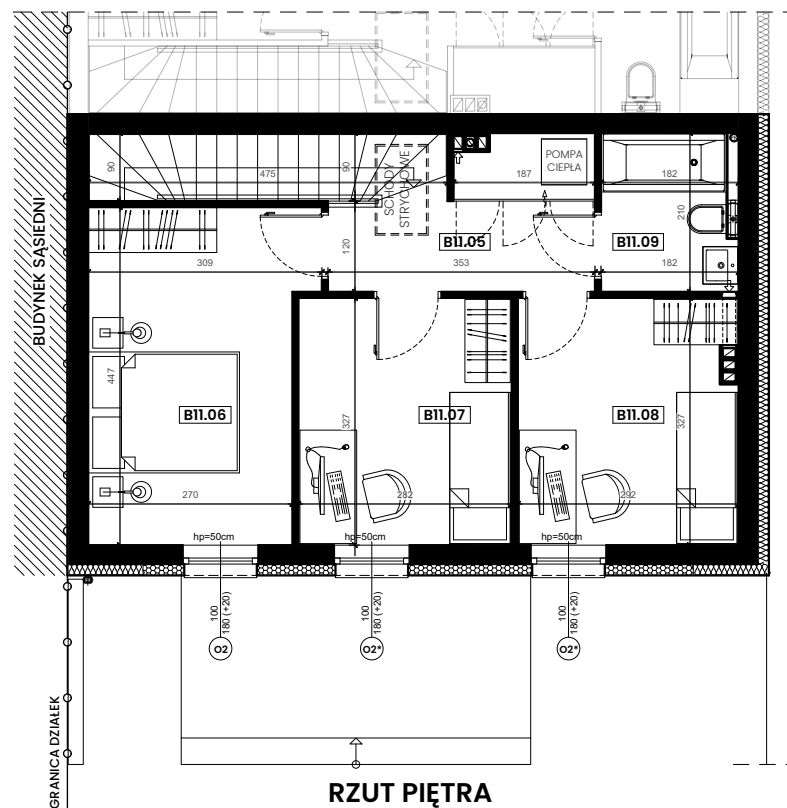 90
475
90
SCHODY
STRYCHOWE
187
POMPA
CIEPŁA
182
210
120
B11.05
B11.09
309
353
182
BUDYNEK SĄSIEDNI
447
B11.06
327
B11.07
B11.08
327
270
282
292
hp=50cm
hp=50cm
hp=50cm
100
180 (+20)
100
180 (+20)
100
180 (+20)
O2
O2*
O2*
GRANICA DZIAŁEK
RZUT PIĘTRA